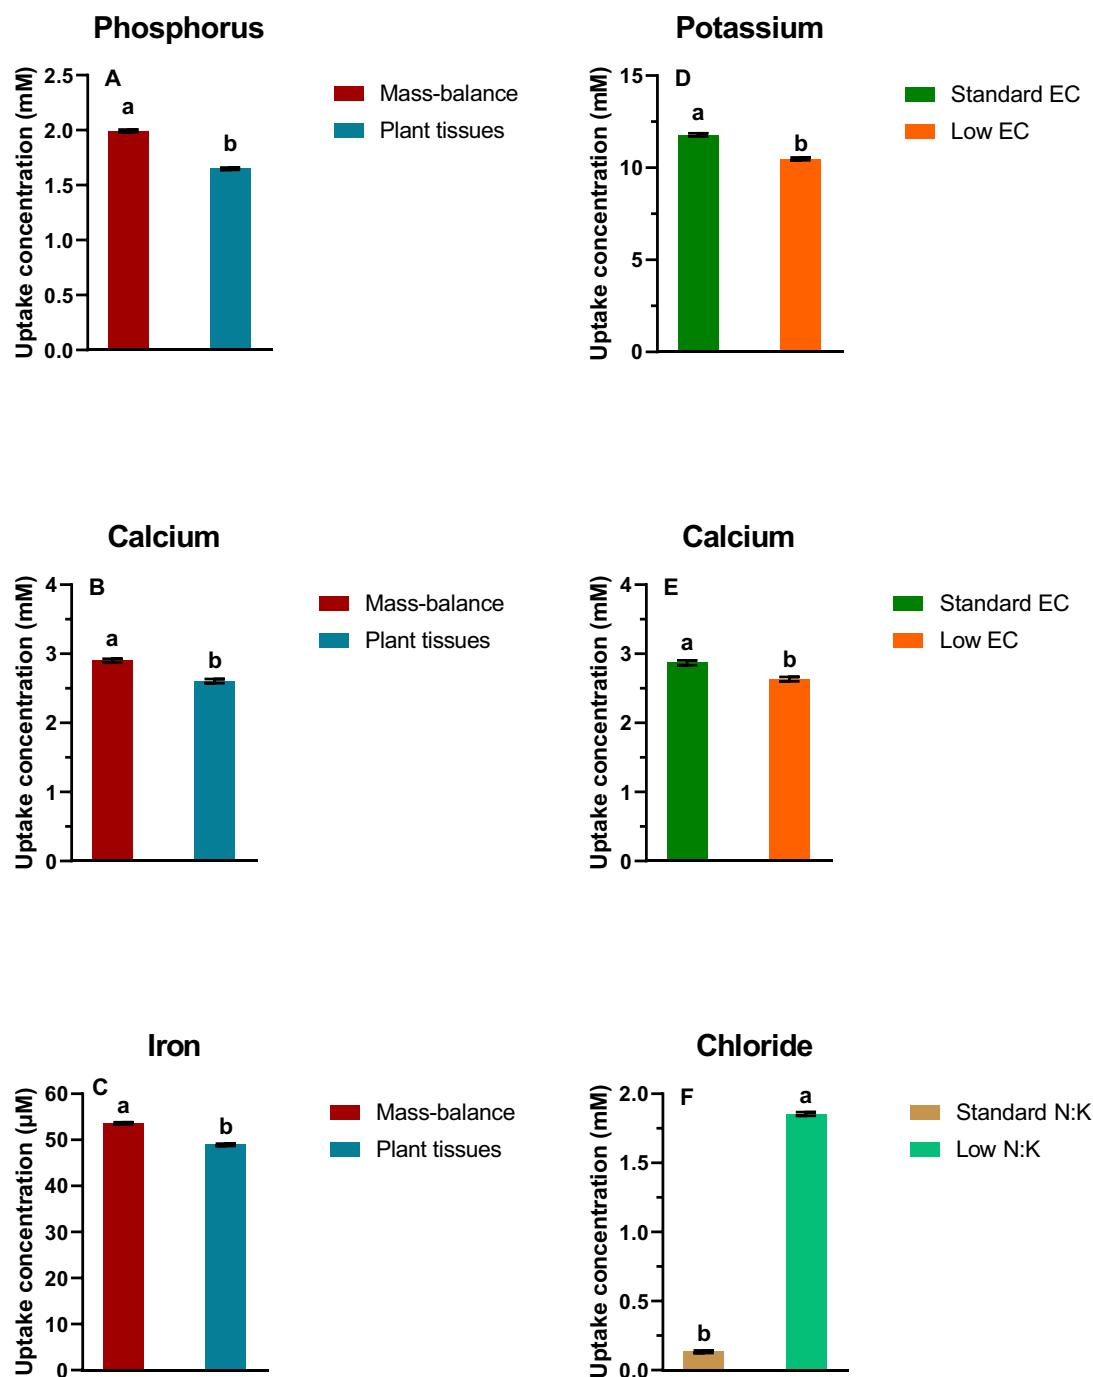 Phosphorus
A
Uptake concentration (mM)
2.5
2.0
1.5
1.0
0.5
0.0
a
b
Mass-balance
Plant tissues
Potassium
D
Uptake concentration (mM)
15
10
5
0
a
b
Standard EC
Low EC
Calcium
B
Uptake concentration (mM)
4
3
2
1
0
a
b
Mass-balance
Plant tissues
Calcium
E
Uptake concentration (mM)
4
3
2
1
0
a
b
Standard EC
Low EC
Iron
C
Uptake concentration (µM)
60
50
40
30
20
10
0
a
b
Mass-balance
Plant tissues
Chloride
F
Uptake concentration (mM)
2.0
1.5
1.0
0.5
0.0
b
a
Standard N:K
Low N:K